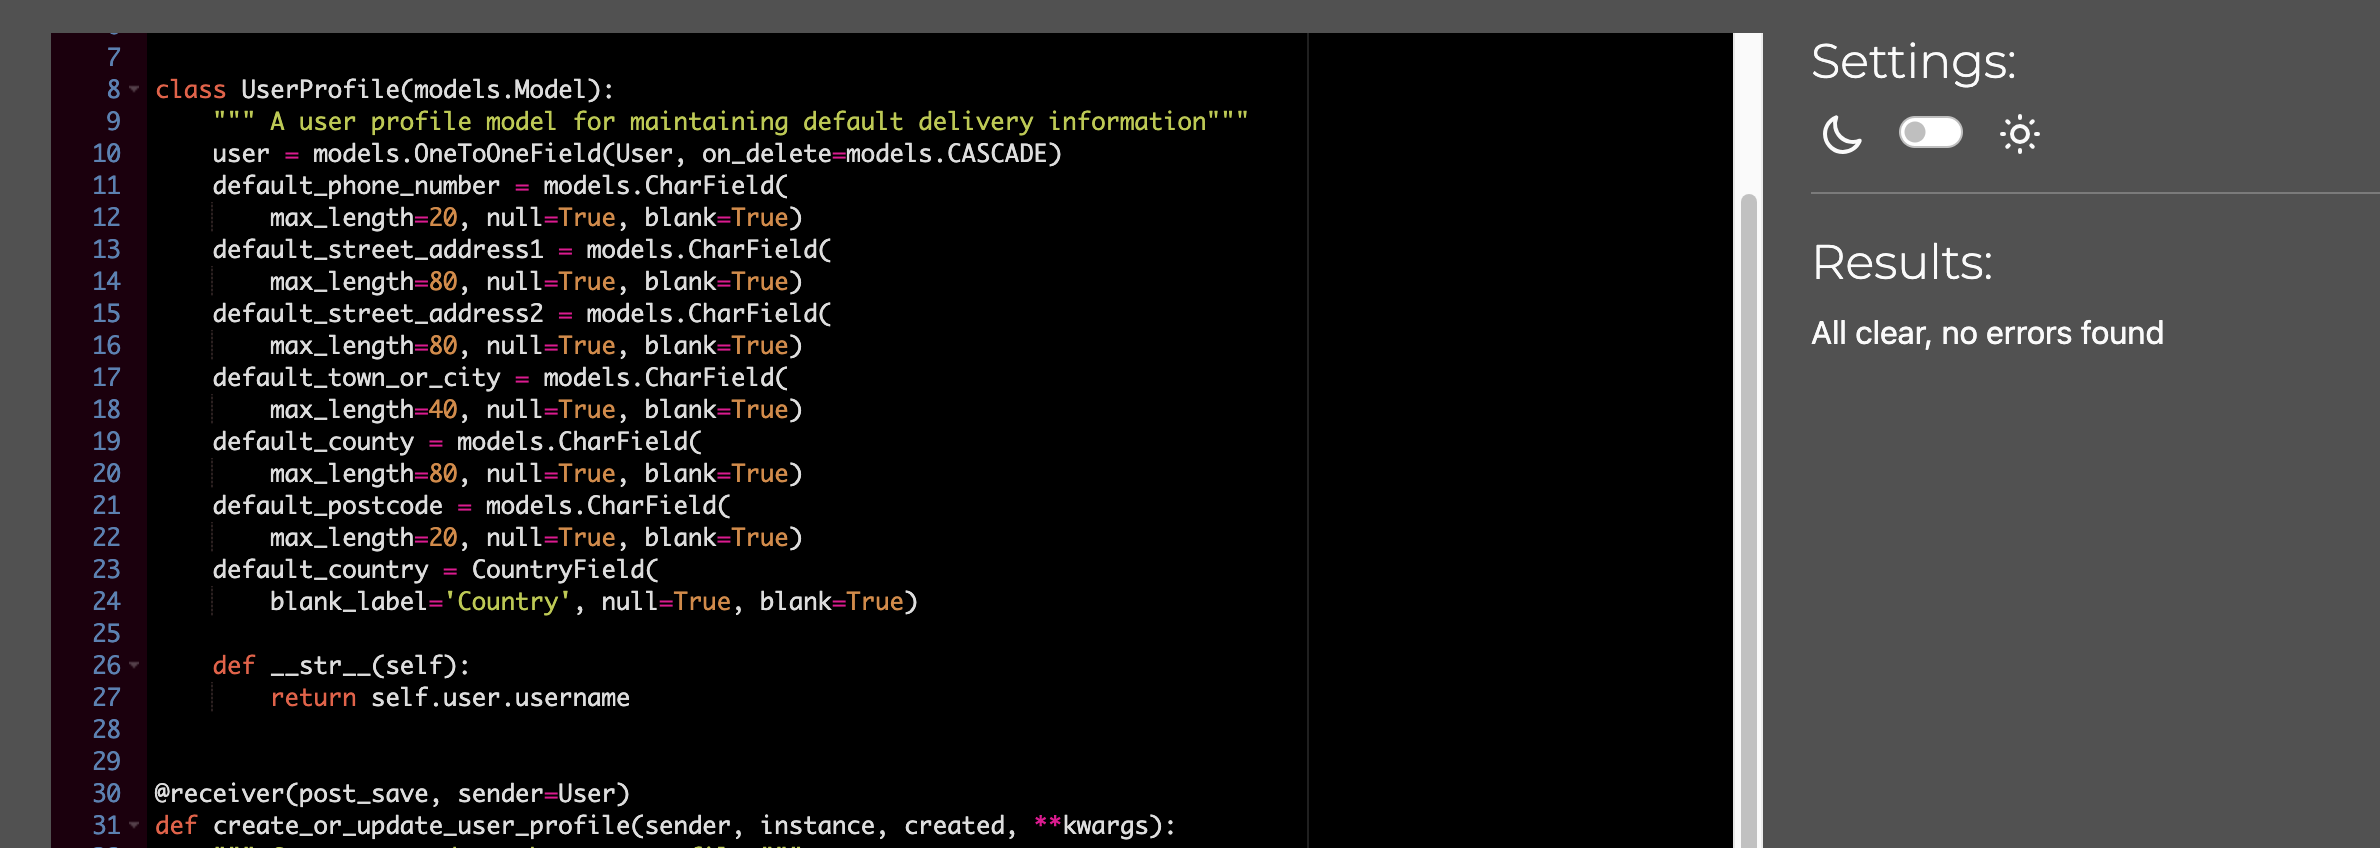 7
8 class UserProfile(models.Model):
9     """ A user profile model for maintaining default delivery information"""
10     user = models.OneToOneField(User, on_delete=models.CASCADE)
11     default_phone_number = models.CharField(
12         max_length=20, null=True, blank=True)
13     default_street_address1 = models.CharField(
14         max_length=80, null=True, blank=True)
15     default_street_address2 = models.CharField(
16         max_length=80, null=True, blank=True)
17     default_town_or_city = models.CharField(
18         max_length=40, null=True, blank=True)
19     default_county = models.CharField(
20         max_length=80, null=True, blank=True)
21     default_postcode = models.CharField(
22         max_length=20, null=True, blank=True)
23     default_country = CountryField(
24         blank_label='Country', null=True, blank=True)
25
26     def __str__(self):
27         return self.user.username
28
29
30 @receiver(post_save, sender=User)
31 def create_or_update_user_profile(sender, instance, created, **kwargs):
Settings:
Results:
All clear, no errors found